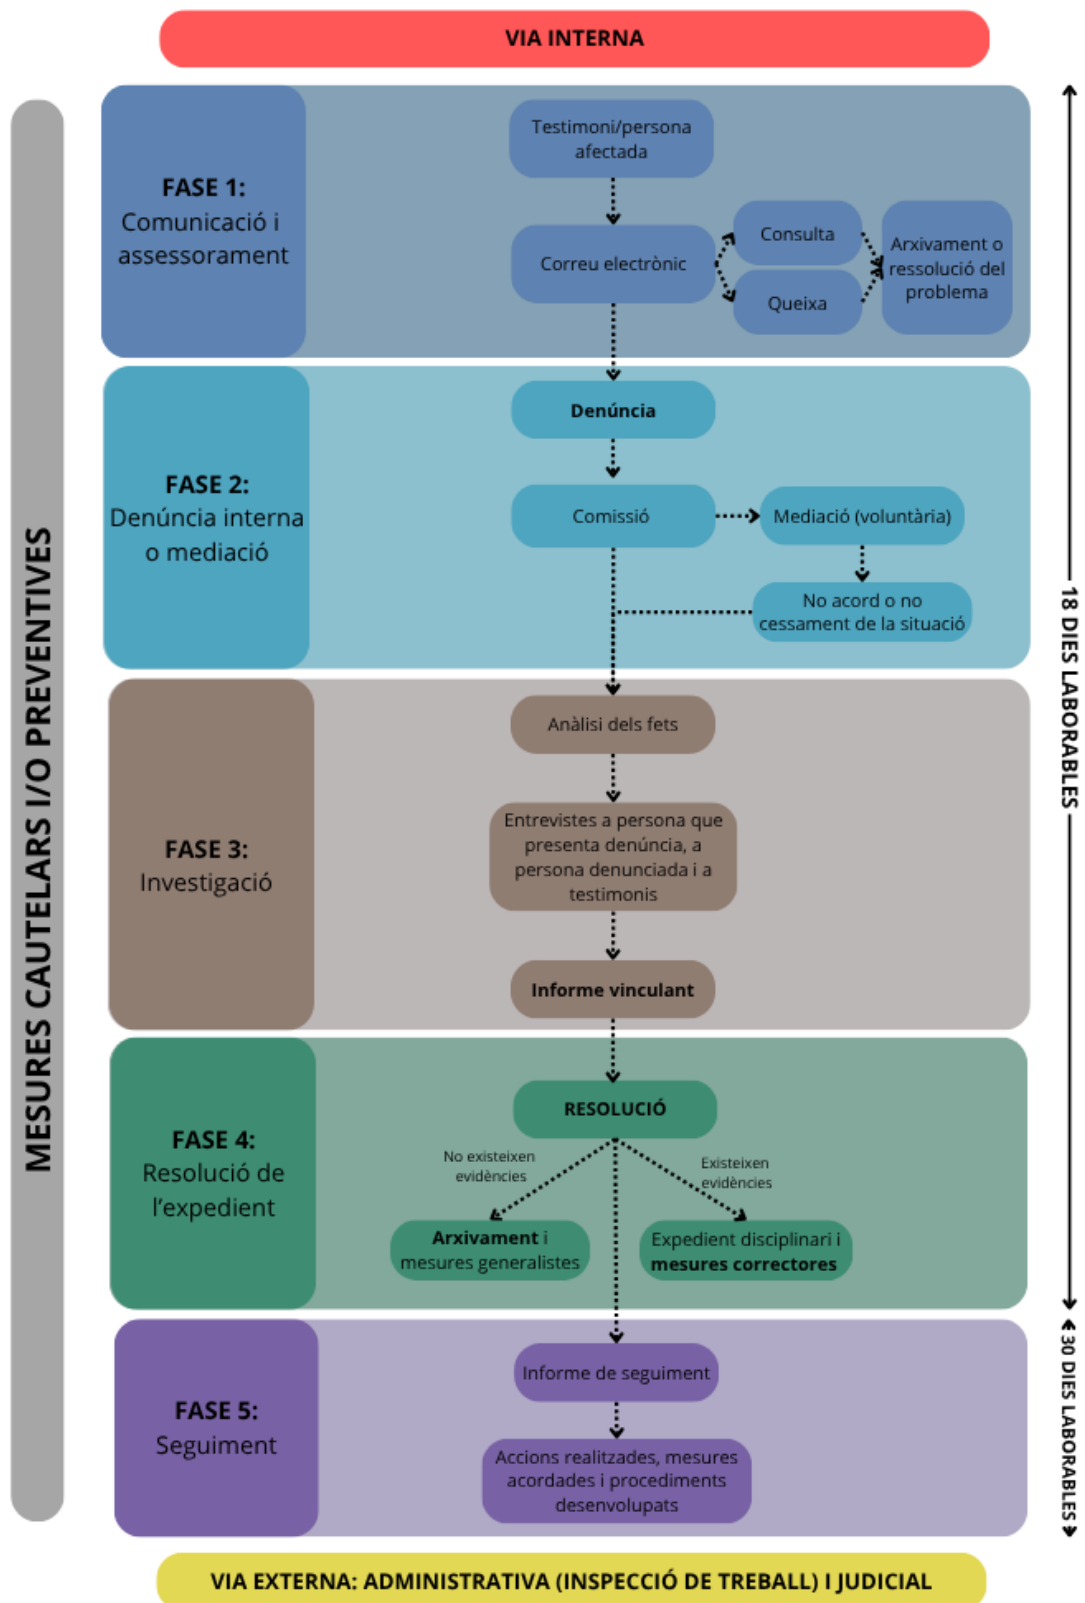 VIA INTERNA
MESURES CAUTELARS I/O PREVENTIVES
FASE 1:
Comunicació i
assessorament
Testimoni/persona
afectada
Correu electrònic
Consulta
Queixa
Arxivament o
ressolució del
problema
FASE 2:
Denúncia interna
o mediació
Denúncia
Comissió
Mediació (voluntària)
No acord o no
cessament de la situació
FASE 3:
Investigació
Anàlisi dels fets
Entrevistes a persona que
presenta denúncia, a
persona denunciada i a
testimonis
Informe vinculant
FASE 4:
Resolució de
l'expedient
RESOLUCIÓ
No existeixen
evidències
Existeixen
evidències
Arxivament i
mesures generalistes
Expedient disciplinari i
mesures correctores
18 DIES LABORABLES
FASE 5:
Seguiment
Informe de seguiment
Accions realitzades, mesures
acordades i procediments
desenvolupats
30 DIES LABORABLES
VIA EXTERNA: ADMINISTRATIVA (INSPECCIÓ DE TREBALL) I JUDICIAL